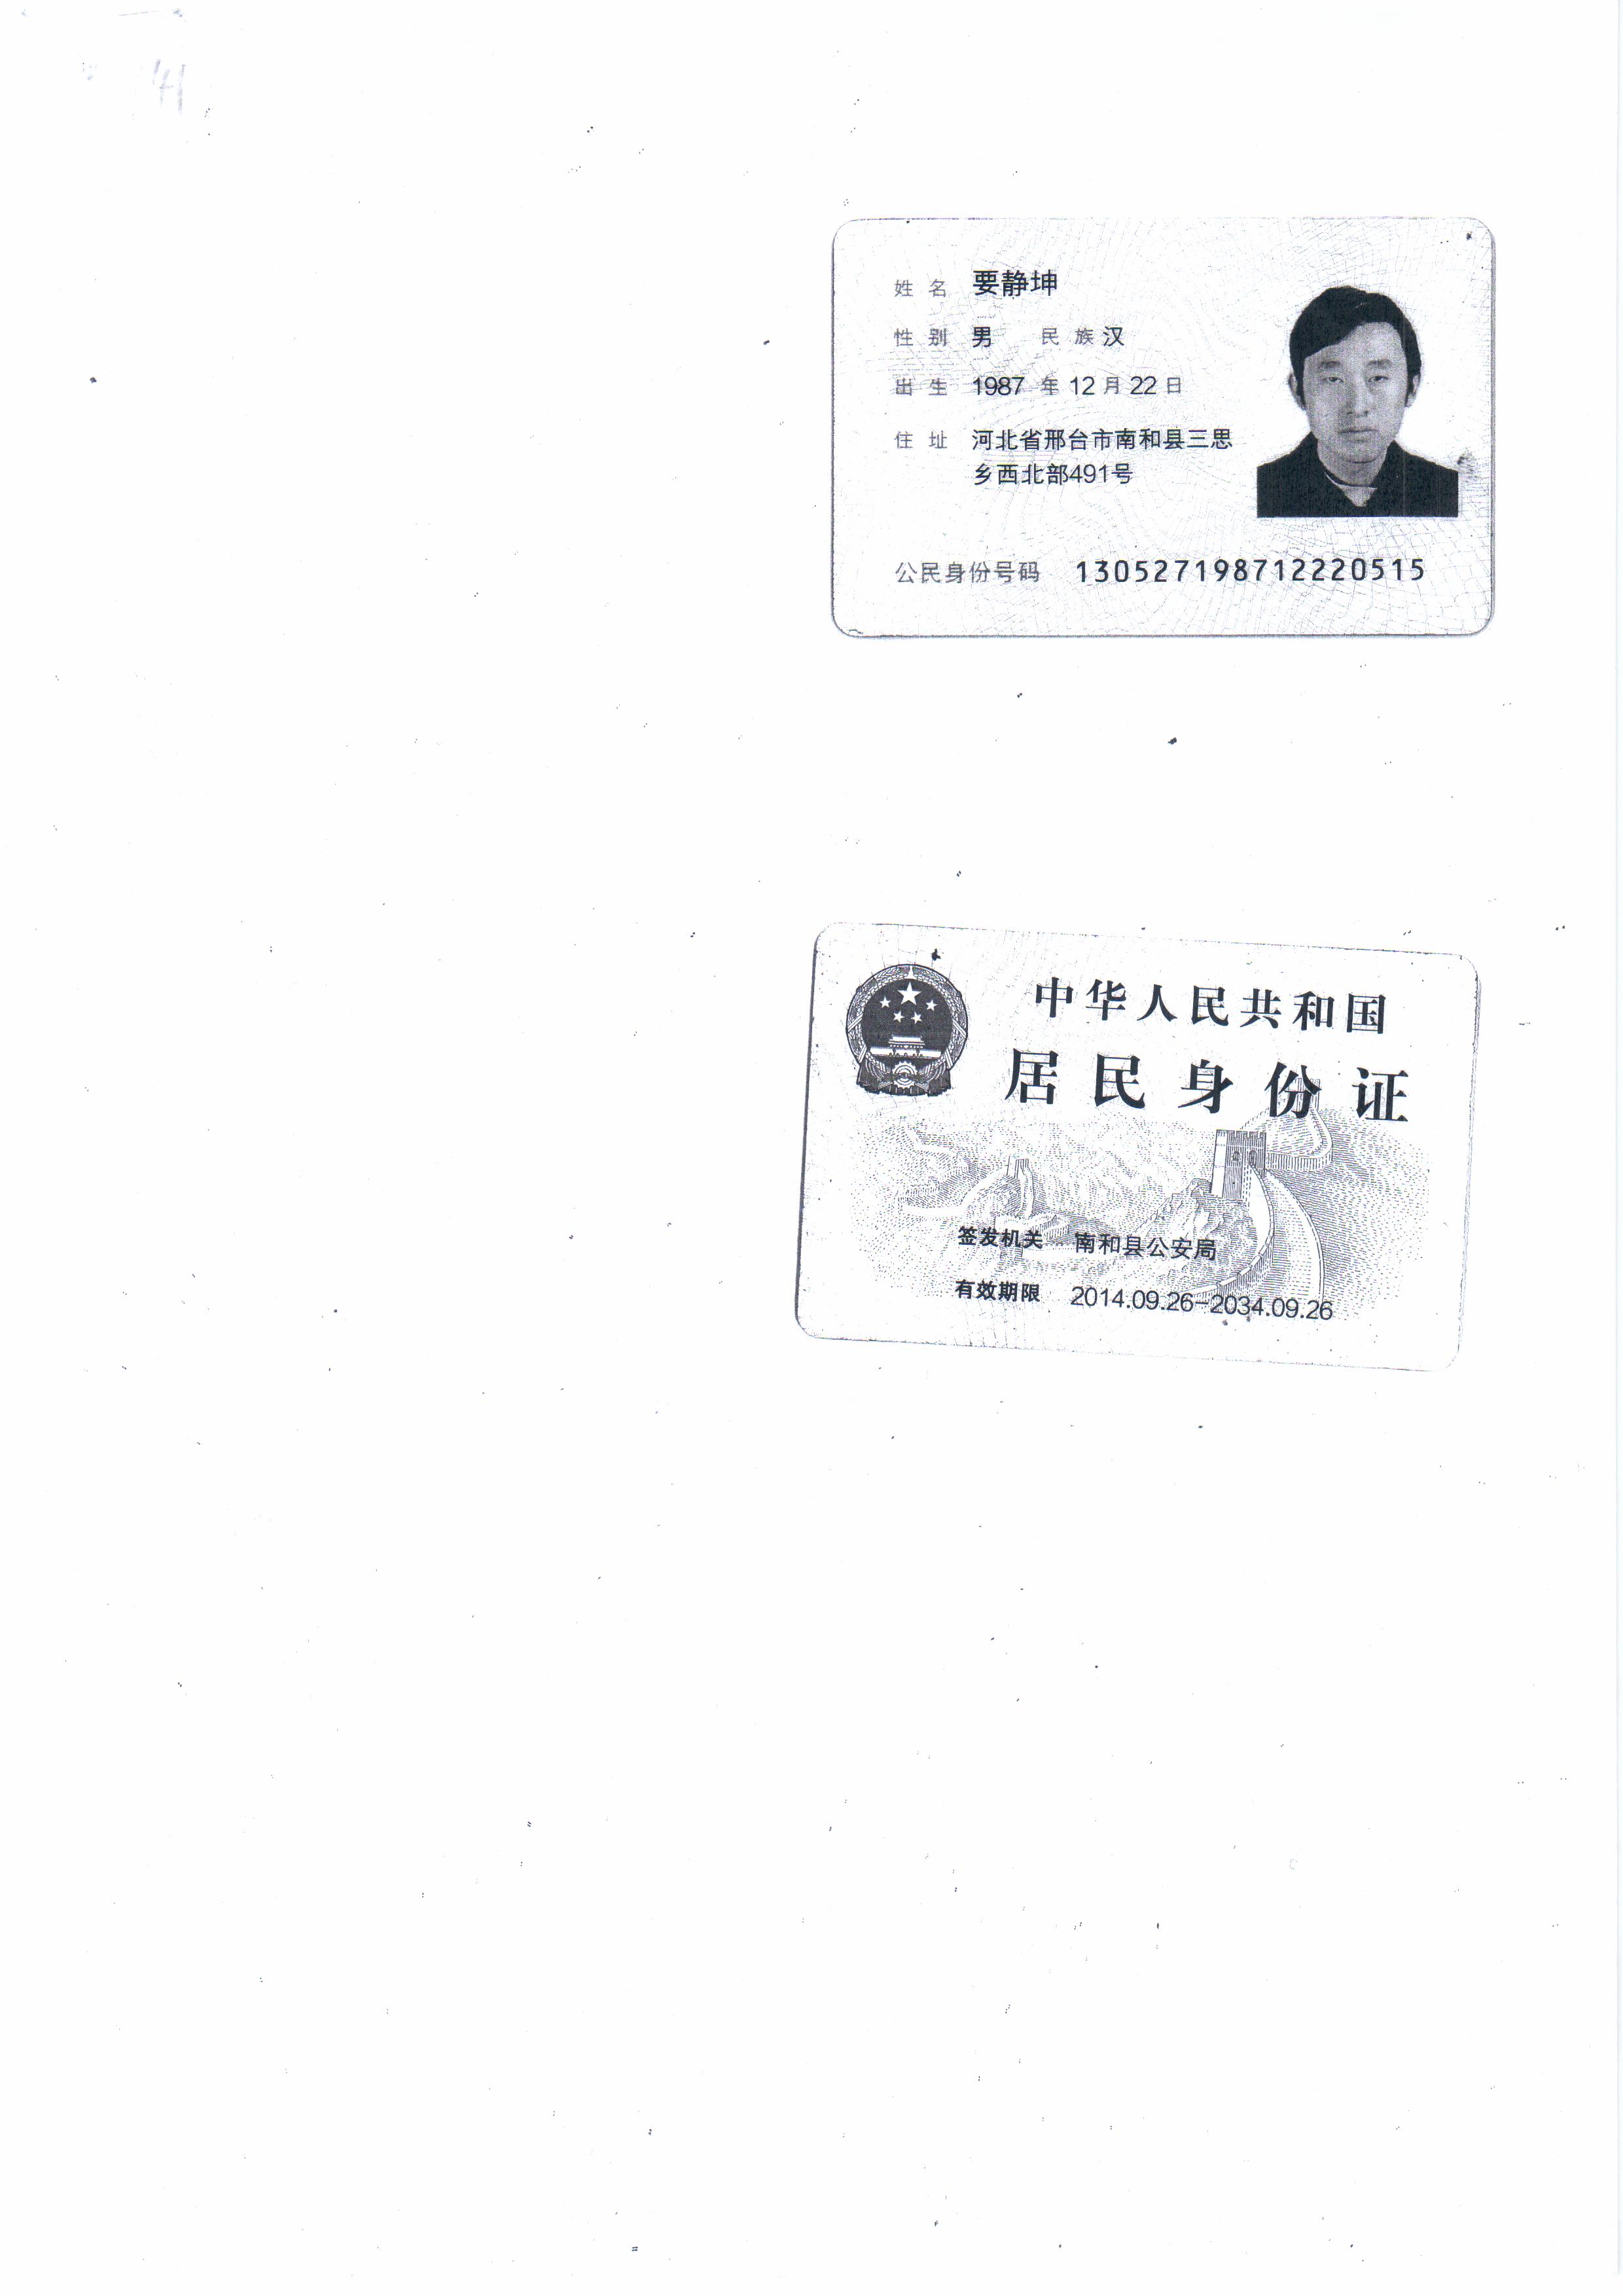 姓名 要静坤
性别 男 民族 汉
出生 1987 年 12 月 22 日
住址 河北省邢台市南和县三思
乡西北部491号
公民身份号码 130527198712220515
中华人民共和国
居民身份证
签发机关 南和县公安局
有效期限 2014.09.26-2034.09.26